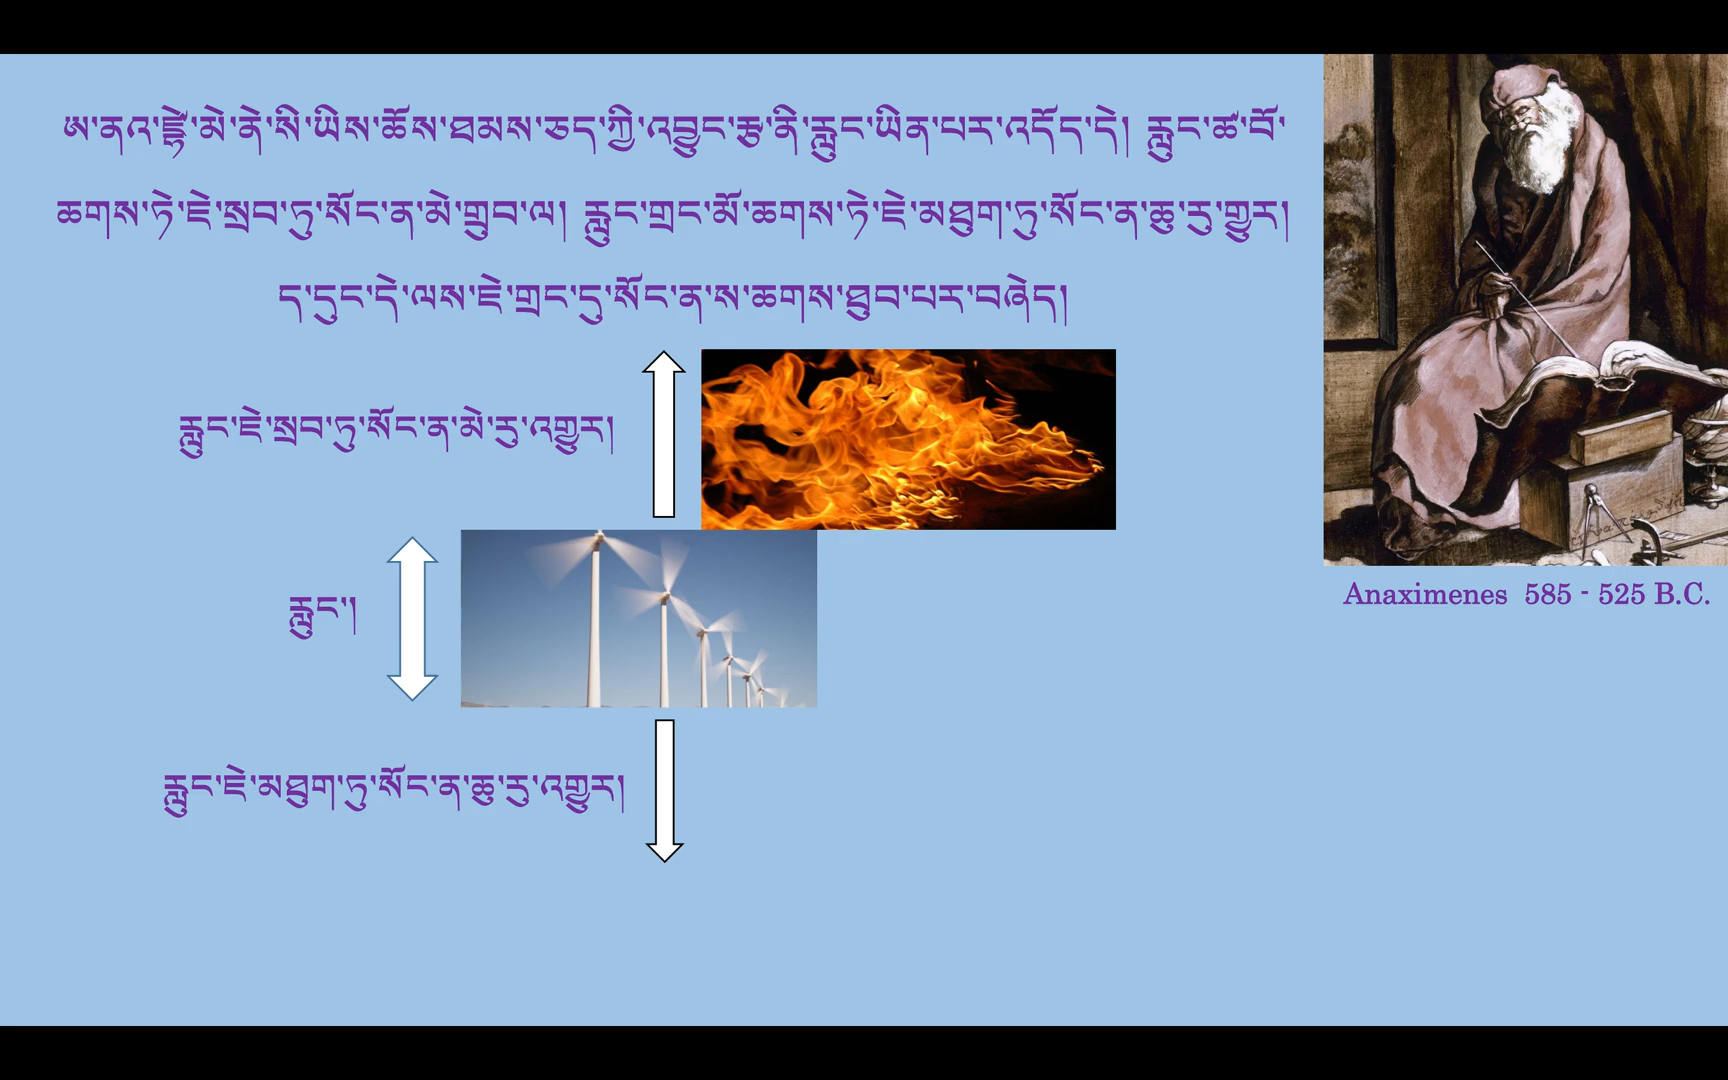 ཨ་ནའ་ཛྷེ་མེ་ནེ་སི་ཡིས་ཆོས་ཐམས་ཅད་ཀྱི་འབྱུང་རྩ་ནི་རླུང་ཡིན་པར་འདོད་དེ། རླུང་ཚ་བོ་
ཆགས་ཏེ་ཇེ་སྲབ་ཏུ་སོང་ན་མེ་གྲུབ་ལ། རླུང་གྲང་མོ་ཆགས་ཏེ་ཇེ་མཐུག་ཏུ་སོང་ན་ཆུ་རུ་གྱུར།
ད་དུང་དེ་ལས་ཇེ་གྲང་དུ་སོང་ན་ས་ཆགས་ཐུབ་པར་བཞེད།
རླུང་ཇེ་སྲབ་ཏུ་སོང་ན་མེ་རུ་འགྱུར།
Anaximenes 585 - 525 B.C.
རླུང་།
རླུང་ཇེ་མཐུག་ཏུ་སོང་ན་ཆུ་རུ་འགྱུར།